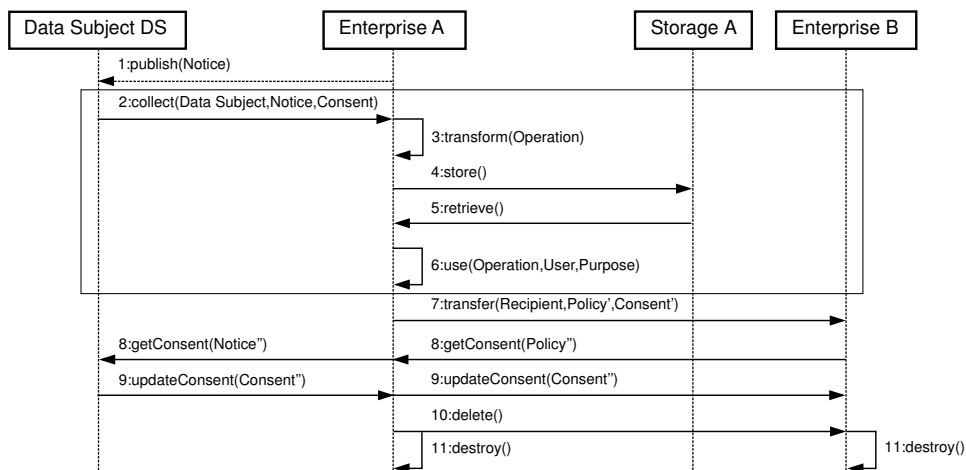 Data Subject DS
Enterprise A
Storage A
Enterprise B
1:publish(Notice)
2:collect(Data Subject,Notice,Consent)
3:transform(Operation)
4:store()
5:retrieve()
6:use(Operation,User,Purpose)
7:transfer(Recipient,Policy’,Consent’)
8:getConsent(Notice”)
8:getConsent(Policy”)
9:updateConsent(Consent”)
9:updateConsent(Consent”)
10:delete()
11:destroy()
11:destroy()